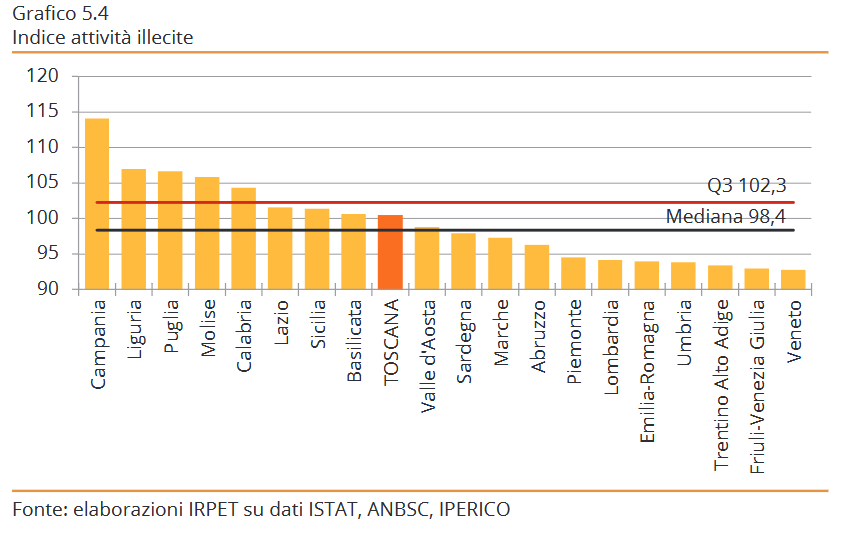 Grafico 5.4
Indice attività illecite
120
115
110
105
100
95
90
Q3 102,3
Mediana 98,4
Campania
Liguria
Puglia
Molise
Calabria
Lazio
Sicilia
Basilicata
TOSCANA
Valle d'Aosta
Sardegna
Marche
Abruzzo
Piemonte
Lombardia
Emilia-Romagna
Umbria
Trentino Alto Adige
Friuli-Venezia Giulia
Veneto
Fonte: elaborazioni IRPET su dati ISTAT, ANBSC, IPERICO